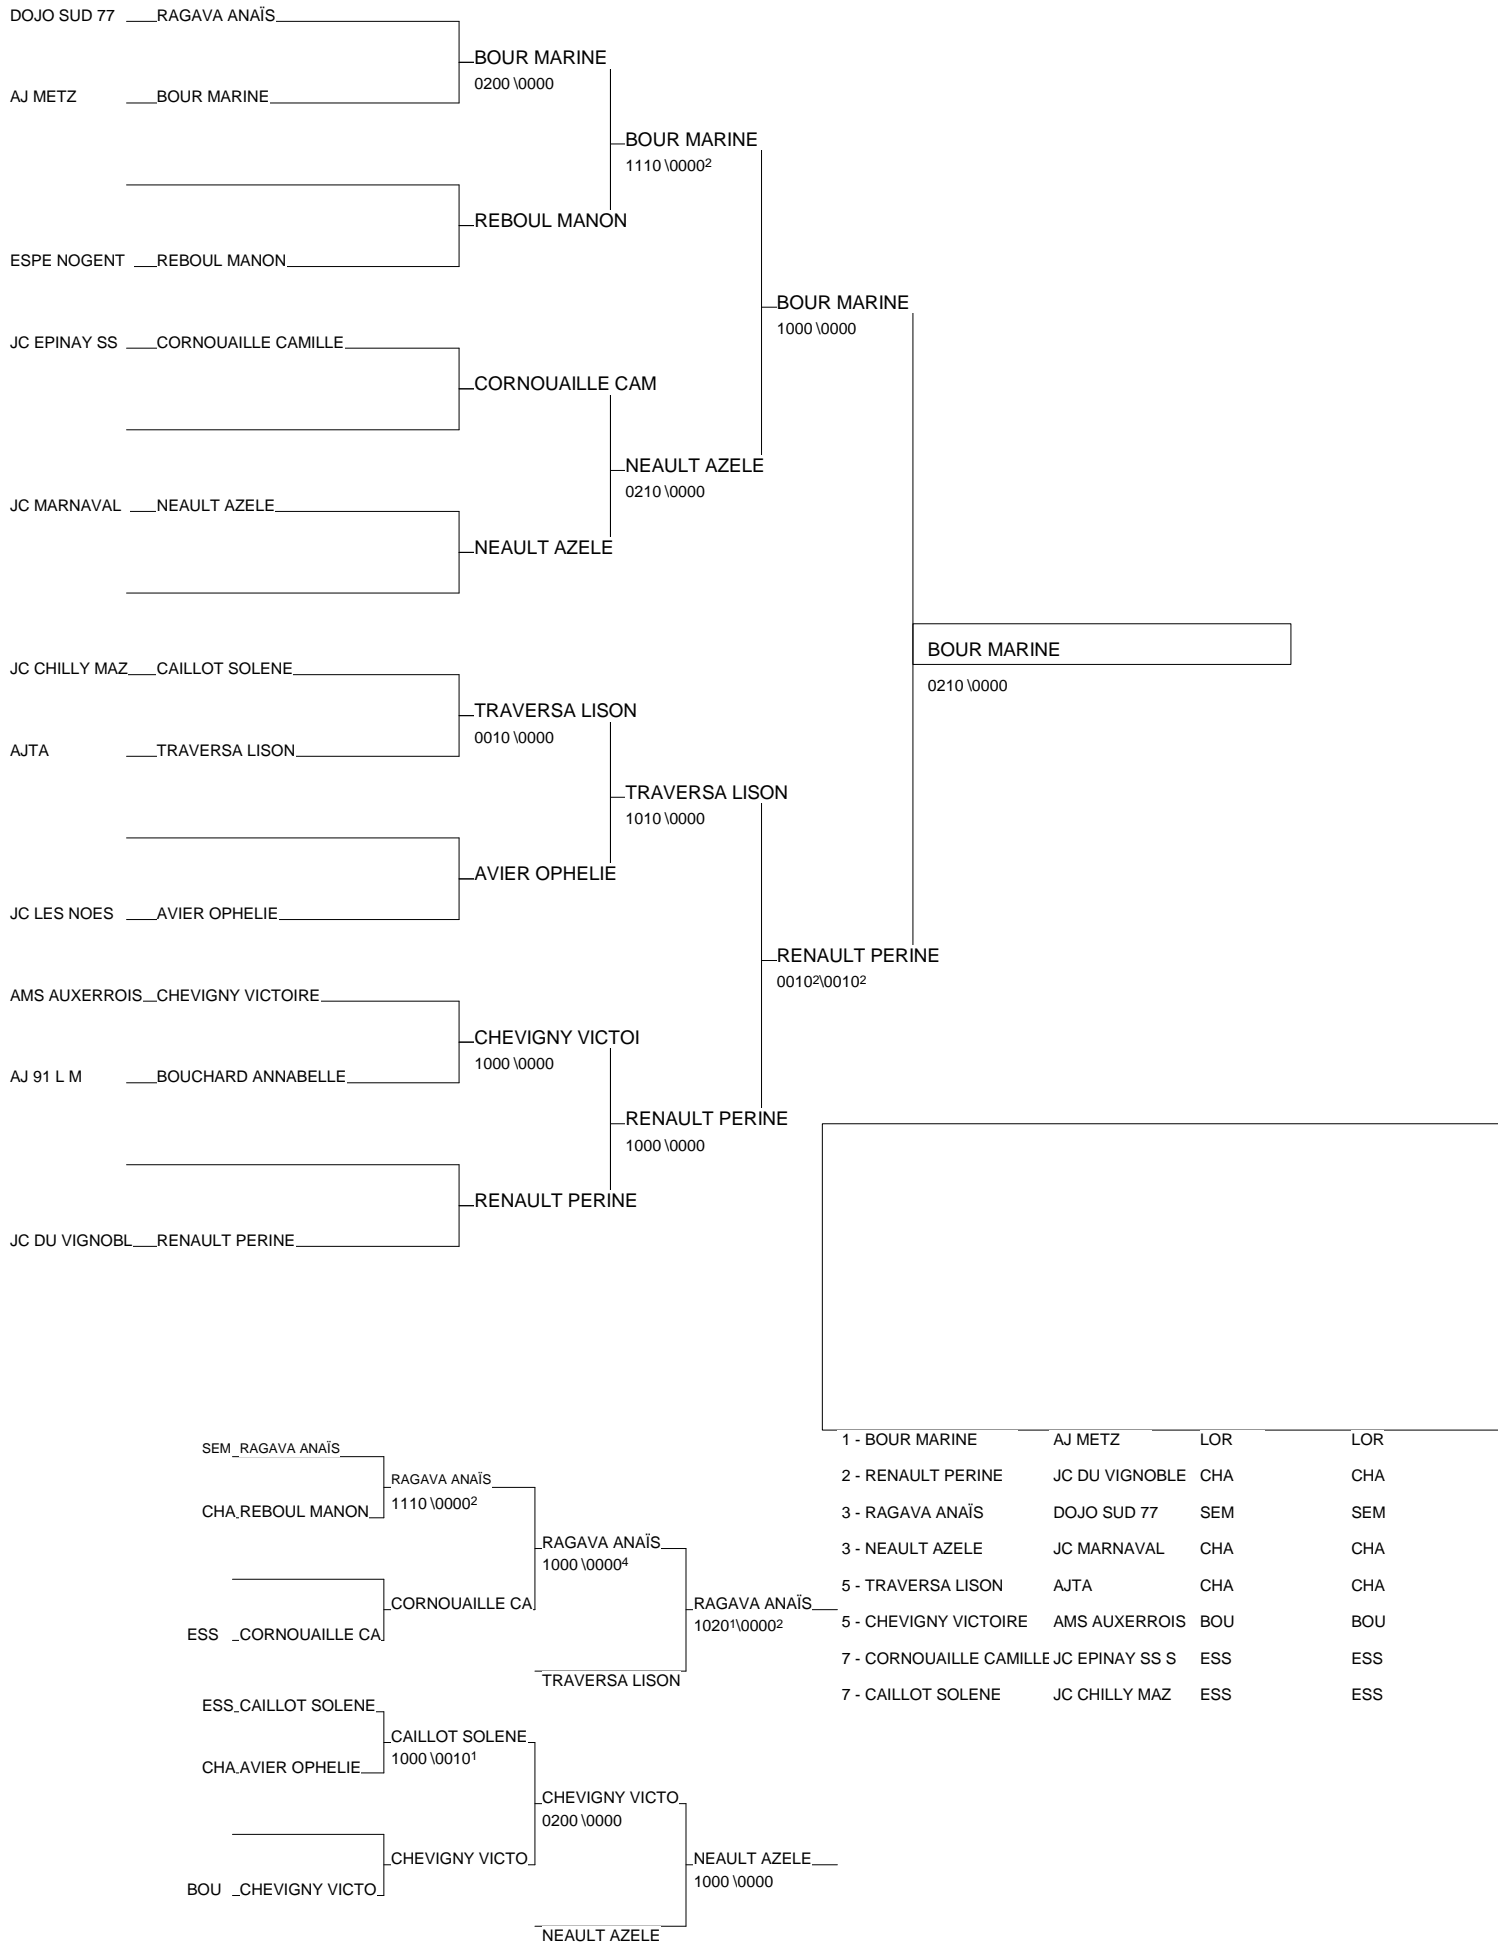 DOJO SUD 77 RAGAVA ANAÏS
BOUR MARINE
0200 \0000
AJ METZ BOUR MARINE
BOUR MARINE
1110 \0000²
REBOUL MANON
ESPE NOGENT REBOUL MANON
BOUR MARINE
1000 \0000
JC EPINAY SS CORNOUAILLE CAMILLE
CORNOUAILLE CAM
NEAULT AZELE
0210 \0000
JC MARNAVAL NEAULT AZELE
NEAULT AZELE
BOUR MARINE
0210 \0000
JC CHILLY MAZ CAILLOT SOLENE
TRAVERSA LISON
0010 \0000
AJTA TRAVERSA LISON
TRAVERSA LISON
1010 \0000
AVIER OPHELIE
JC LES NOES AVIER OPHELIE
RENAULT PERINE
0010²\0010²
AMS AUXERROIS CHEVIGNY VICTOIRE
CHEVIGNY VICTOI
1000 \0000
AJ 91 L M BOUCHARD ANNABELLE
RENAULT PERINE
1000 \0000
RENAULT PERINE
JC DU VIGNOBL RENAULT PERINE
SEM RAGAVA ANAÏS
RAGAVA ANAÏS
1110 \0000²
CHA REBOUL MANON
RAGAVA ANAÏS
1000 \0000⁴
CORNOUAILLE CA
ESS CORNOUAILLE CA
RAGAVA ANAÏS
1020¹\0000²
TRAVERSA LISON
ESS CAILLOT SOLENE
CAILLOT SOLENE
1000 \0010¹
CHA AVIER OPHELIE
CHEVIGNY VICTO
0200 \0000
CHEVIGNY VICTO
BOU CHEVIGNY VICTO
NEAULT AZELE
1000 \0000
NEAULT AZELE
1 - BOUR MARINE AJ METZ LOR LOR
2 - RENAULT PERINE JC DU VIGNOBLE CHA CHA
3 - RAGAVA ANAÏS DOJO SUD 77 SEM SEM
3 - NEAULT AZELE JC MARNAVAL CHA CHA
5 - TRAVERSA LISON AJTA CHA CHA
5 - CHEVIGNY VICTOIRE AMS AUXERROIS BOU BOU
7 - CORNOUAILLE CAMILLE JC EPINAY SS S ESS ESS
7 - CAILLOT SOLENE JC CHILLY MAZ ESS ESS